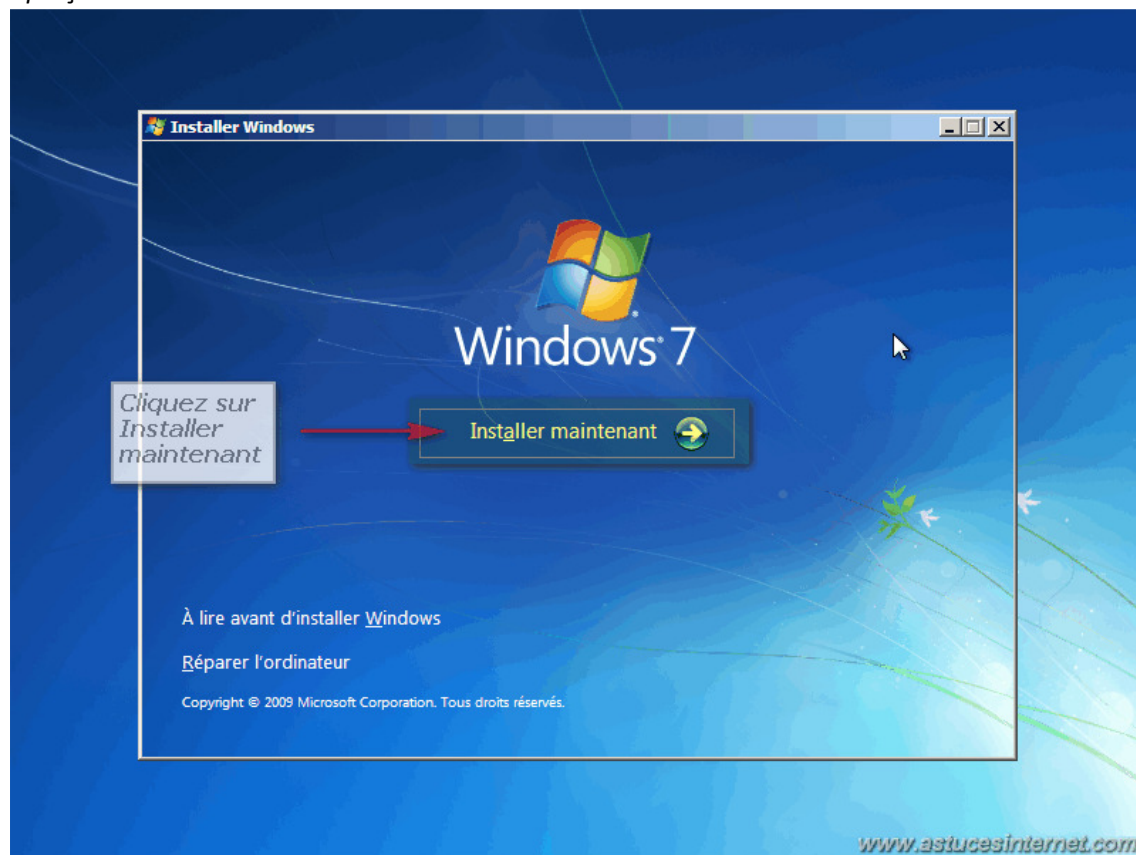 Installer Windows
Windows 7
Cliquez sur
Installer
maintenant
Installer maintenant
À lire avant d'installer Windows
Réparer l'ordinateur
Copyright © 2009 Microsoft Corporation. Tous droits réservés.
www.astucesinternet.com